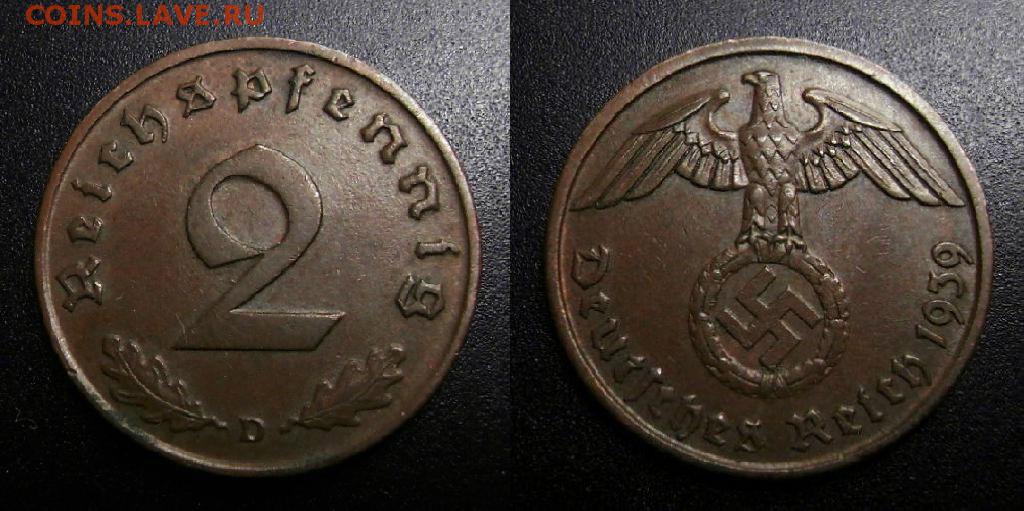 COINS.LAVE.RU
Reichspfennig
2
D
Deutsches Reich 1939